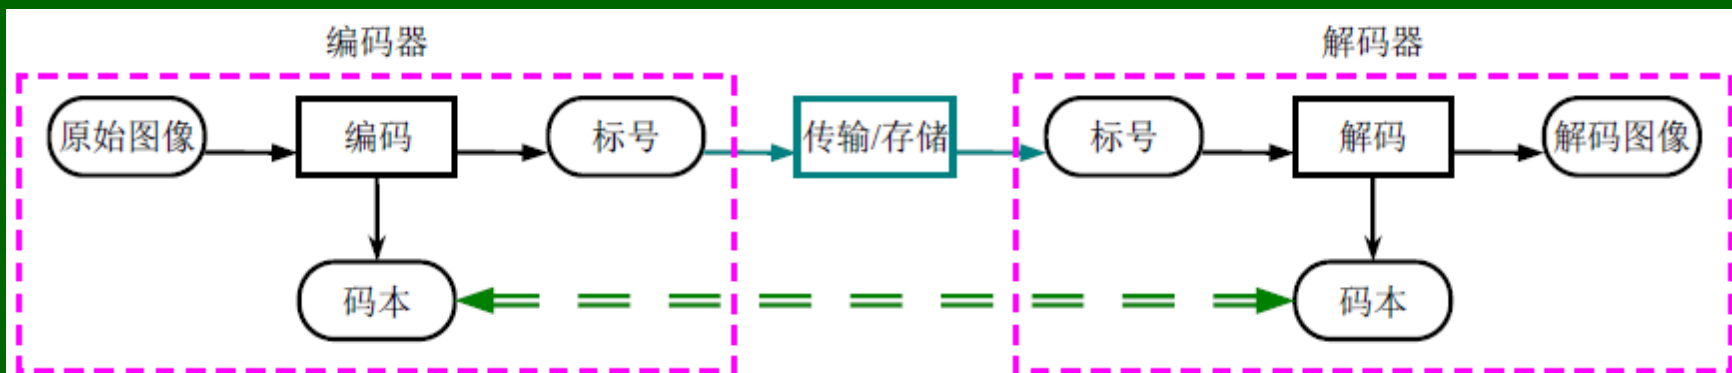 编码器
解码器
原始图像
编码
标号
传输/存储
标号
解码
解码图像
码本
码本